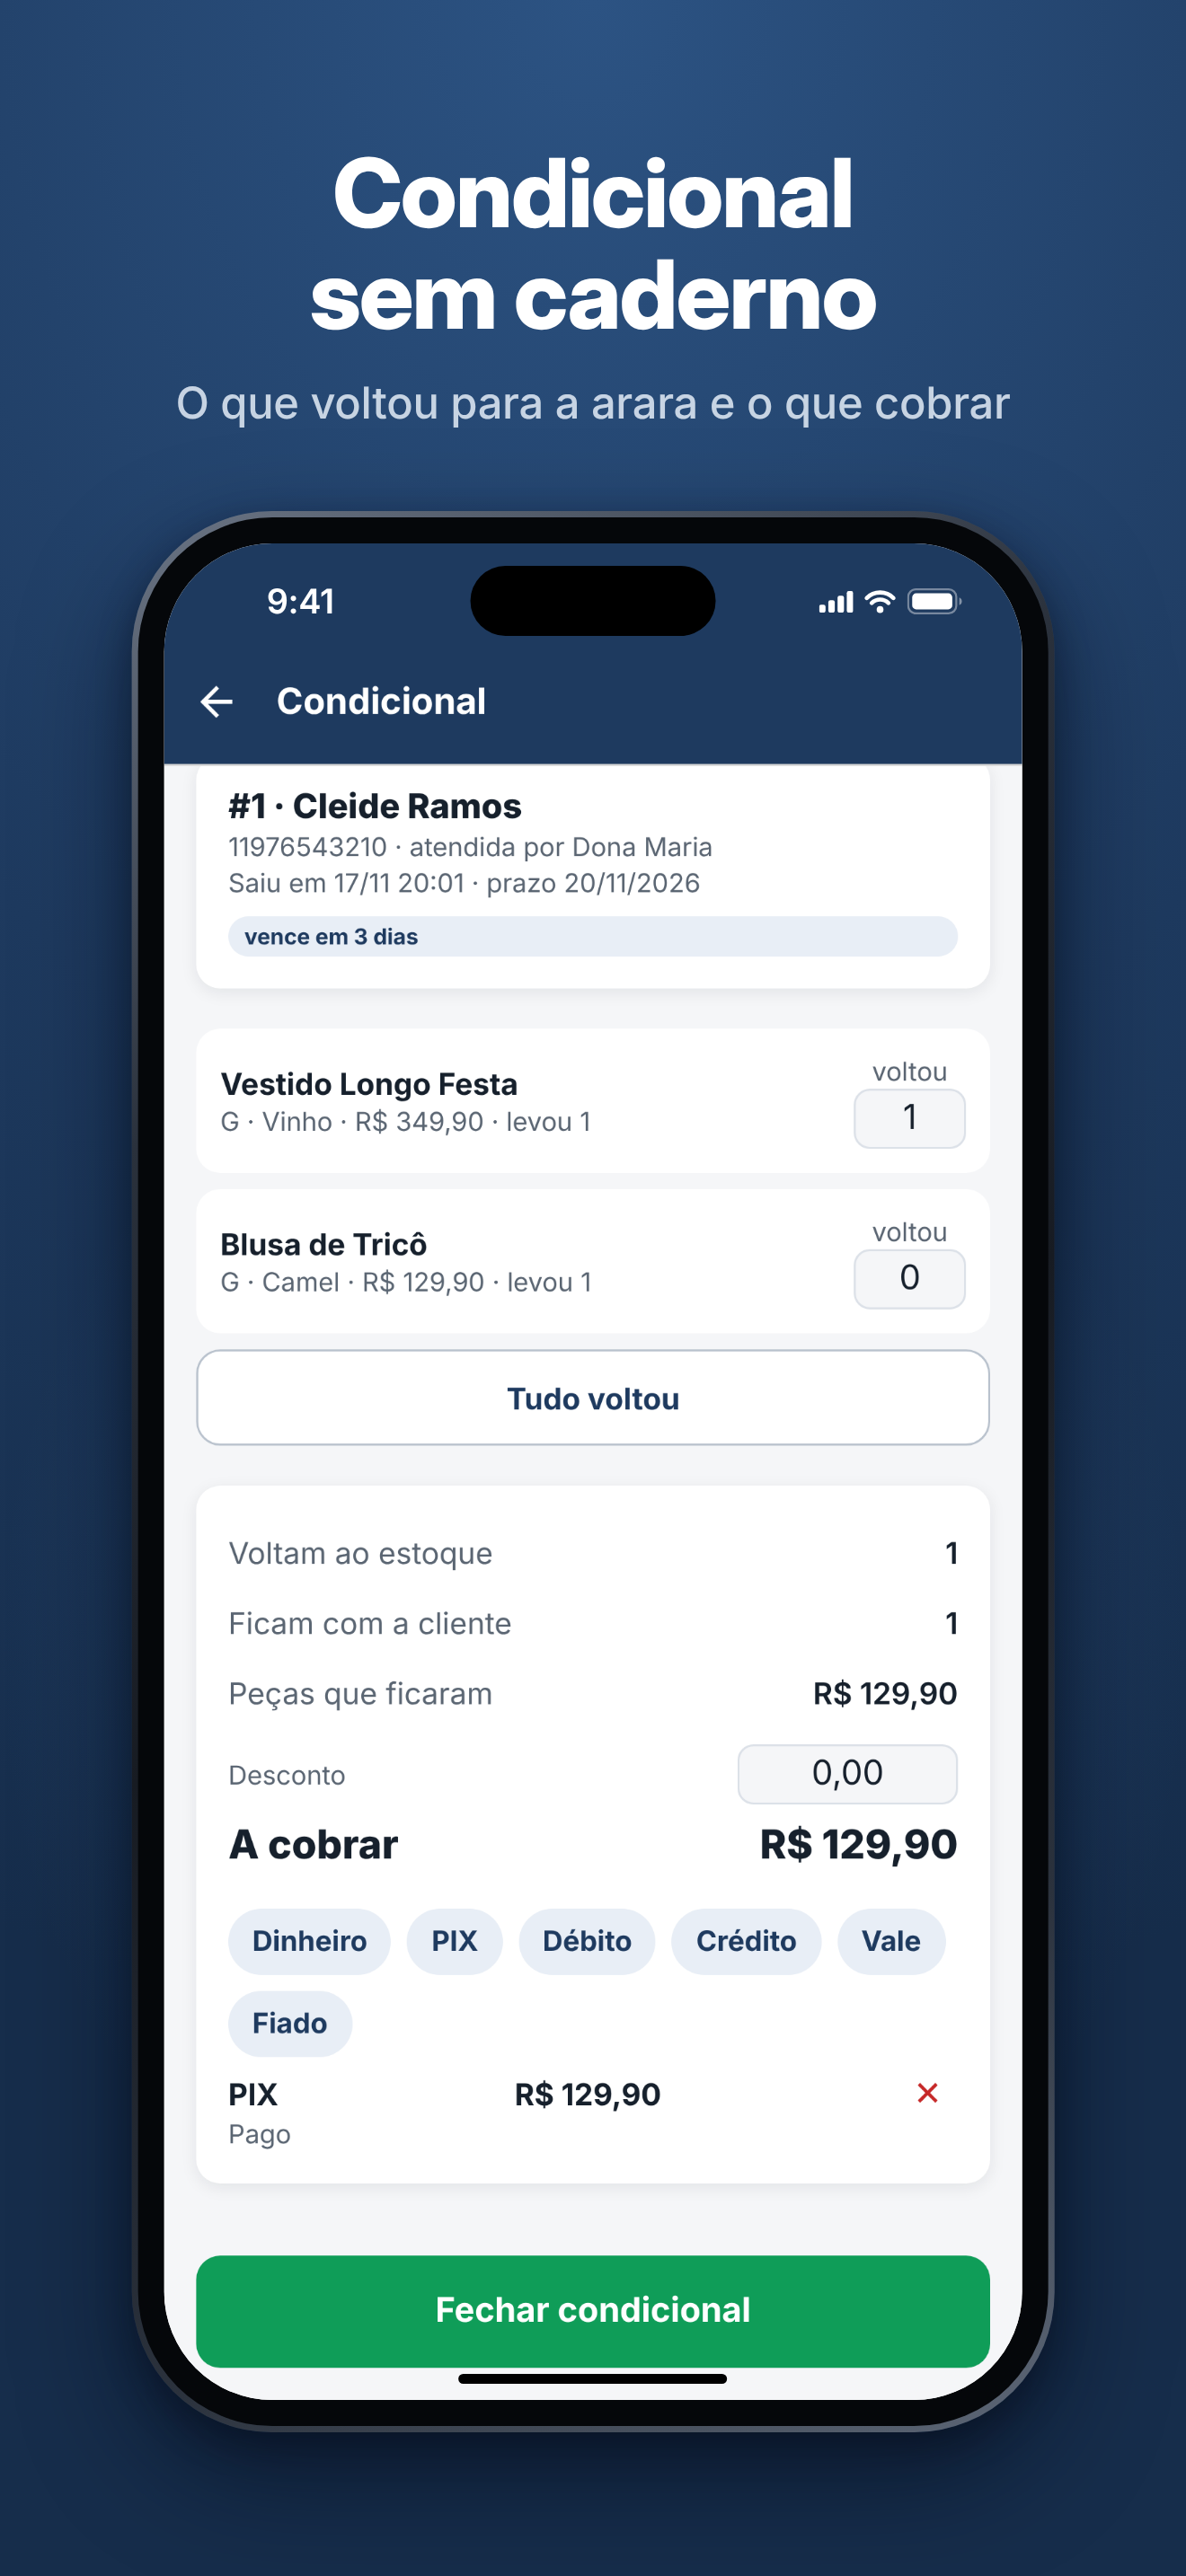 Condicional
sem caderno
O que voltou para a arara e o que cobrar
9:41
Condicional
#1 · Cleide Ramos
11976543210 · atendida por Dona Maria
Saiu em 17/11 20:01 · prazo 20/11/2026
vence em 3 dias
Vestido Longo Festa
G · Vinho · R$ 349,90 · levou 1
voltou
1
Blusa de Tricô
G · Camel · R$ 129,90 · levou 1
voltou
0
Tudo voltou
Voltam ao estoque 1
Ficam com a cliente 1
Peças que ficaram R$ 129,90
Desconto 0,00
A cobrar R$ 129,90
Dinheiro PIX Débito Crédito Vale
Fiado
PIX R$ 129,90 ✕
Pago
Fechar condicional